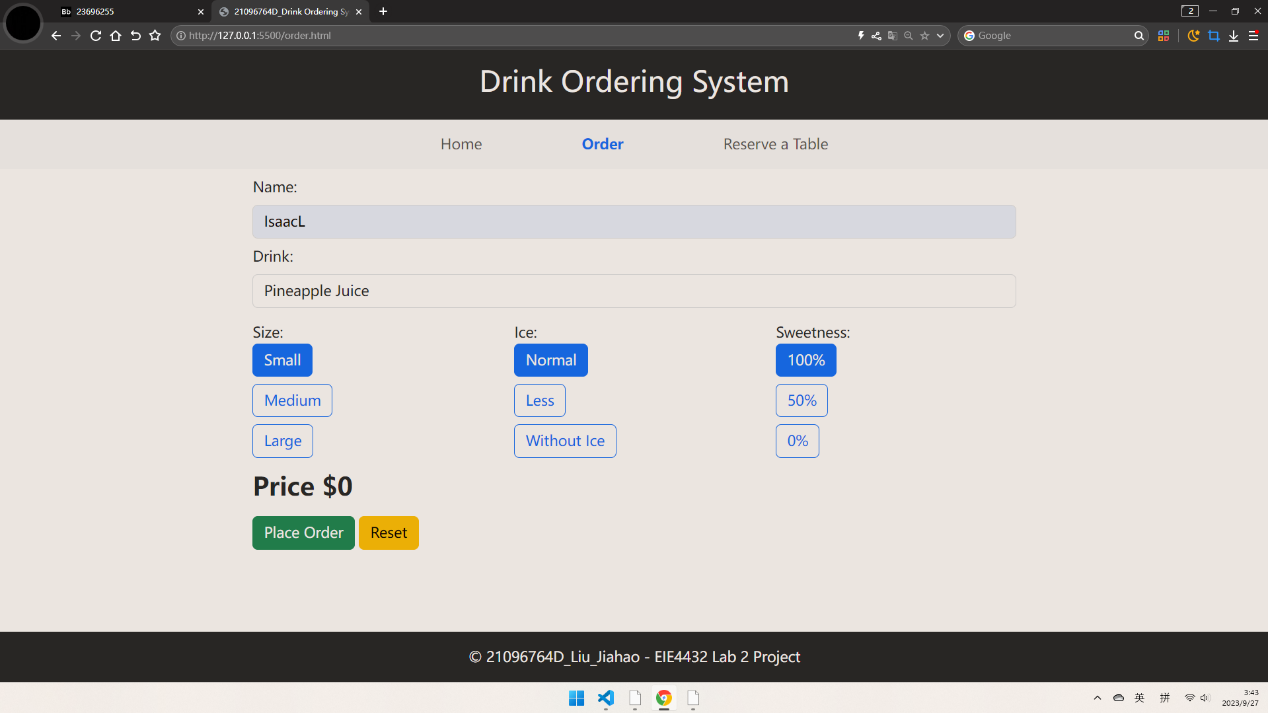 Bb 23696255
21096764D_Drink Ordering Sy
2
http://127.0.0.1:5500/order.html
G Google
Drink Ordering System
Home Order Reserve a Table
Name:
IsaacL
Drink:
Pineapple Juice
Size: Ice: Sweetness:
Small Normal 100%
Medium Less 50%
Large Without Ice 0%
Price $0
Place Order Reset
© 21096764D_Liu_Jiahao - EIE4432 Lab 2 Project
英 拼 3:43
2023/9/27